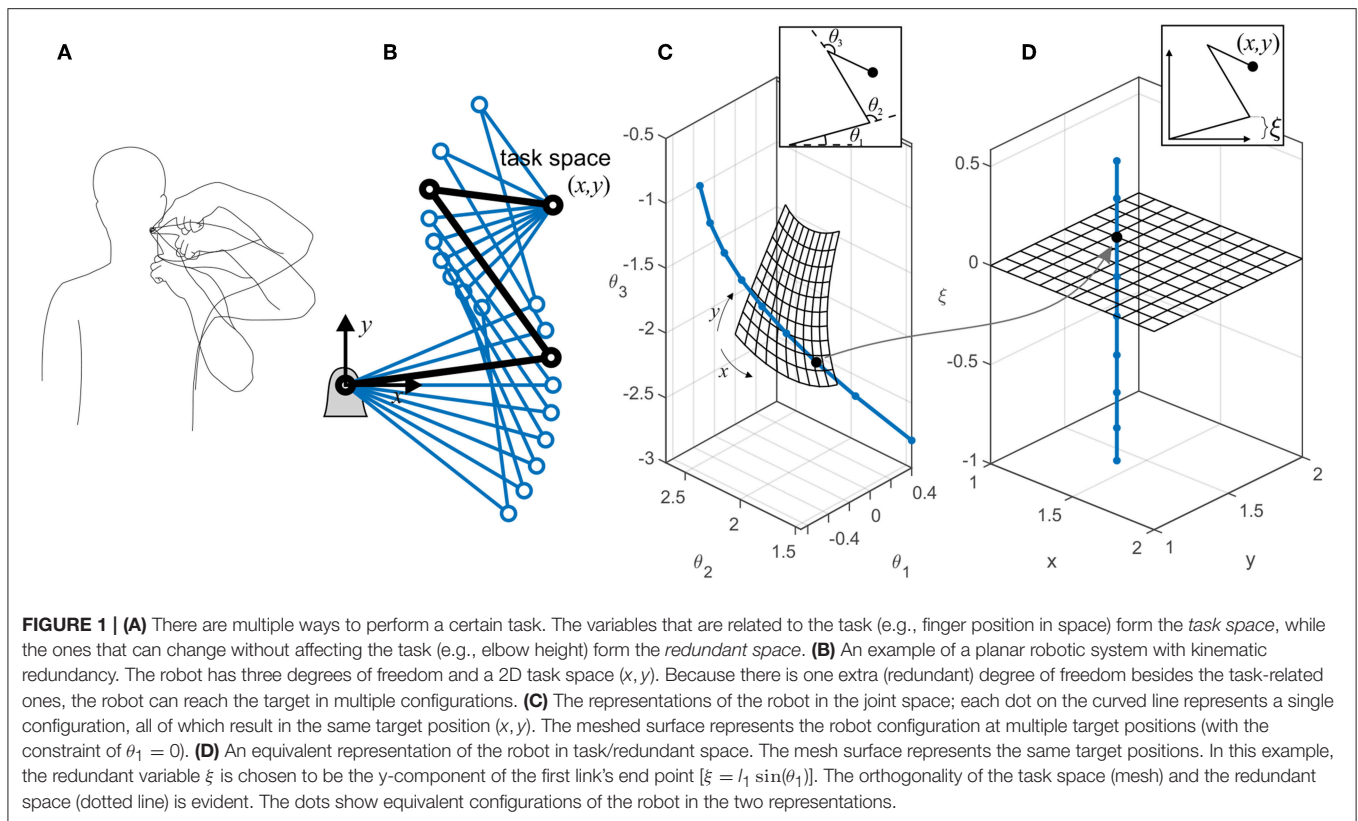 A
B
C
D
task space
(x,y)
y
x
-0.5
-1
-1.5
-2
-2.5
-3
θ3
2.5
2
1.5
θ2
-0.4
0
0.4
θ1
y
x
θ3
θ2
θ1
(x,y)
}ξ
0.5
0
-0.5
-1
ξ
1
1.5
2
x
1
1.5
2
y
FIGURE 1 | (A) There are multiple ways to perform a certain task. The variables that are related to the task (e.g., finger position in space) form the task space, while
the ones that can change without affecting the task (e.g., elbow height) form the redundant space. (B) An example of a planar robotic system with kinematic
redundancy. The robot has three degrees of freedom and a 2D task space (x, y). Because there is one extra (redundant) degree of freedom besides the task-related
ones, the robot can reach the target in multiple configurations. (C) The representations of the robot in the joint space; each dot on the curved line represents a single
configuration, all of which result in the same target position (x, y). The meshed surface represents the robot configuration at multiple target positions (with the
constraint of θ1 = 0). (D) An equivalent representation of the robot in task/redundant space. The mesh surface represents the same target positions. In this example,
the redundant variable ξ is chosen to be the y-component of the first link's end point [ξ = l1 sin(θ1)]. The orthogonality of the task space (mesh) and the redundant
space (dotted line) is evident. The dots show equivalent configurations of the robot in the two representations.